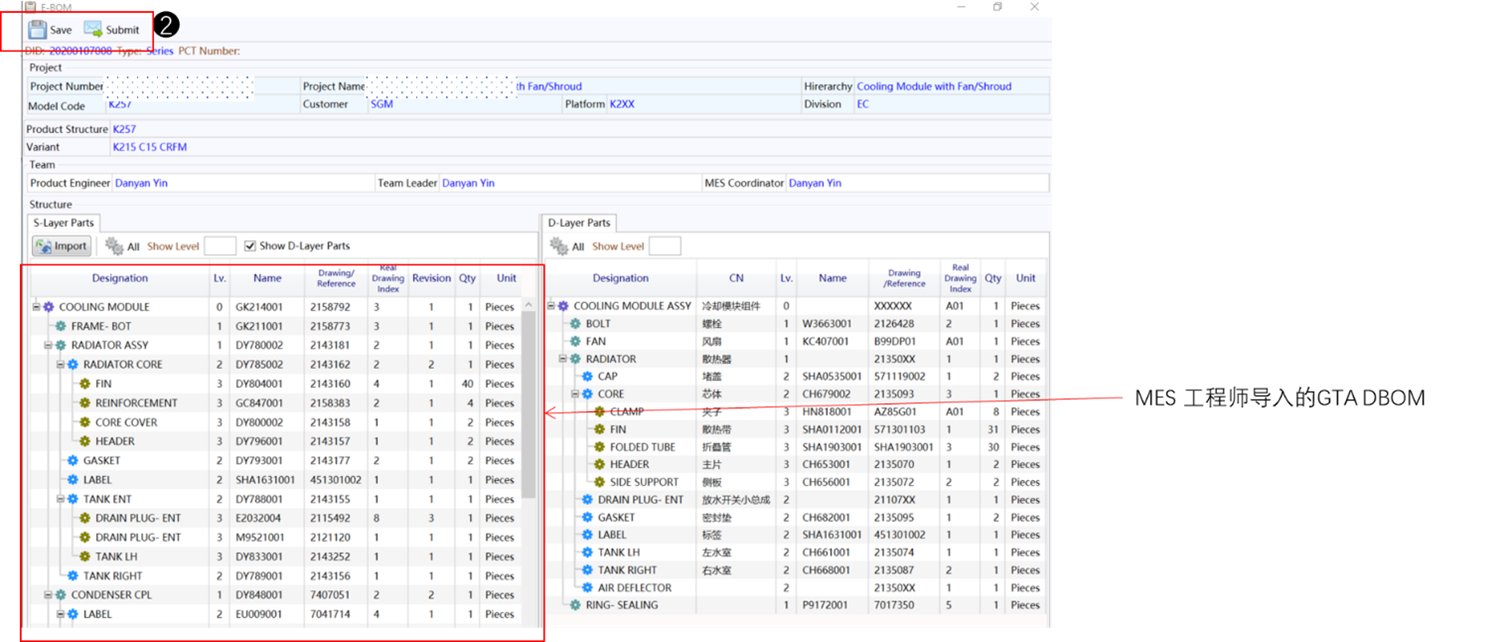 E-BOM
Save Submit 2
DID: 20200107008 Type: Series PCT Number:
Project
Project Number Project Name th Fan/Shroud Hirerarchy Cooling Module with Fan/Shroud
Model Code K257 Customer SGM Platform K2XX Division EC
Product Structure K257
Variant K215 C15 CRFM
Team
Product Engineer Danyan Yin Team Leader Danyan Yin MES Coordinator Danyan Yin
Structure
S-Layer Parts D-Layer Parts
Import All Show Level Show D-Layer Parts All Show Level
Designation Lv. Name Drawing/ Reference Real Drawing Index Revision Qty Unit
COOLING MODULE 0 GK214001 2158792 3 1 1 Pieces
FRAME- BOT 1 GK211001 2158773 3 1 1 Pieces
RADIATOR ASSY 1 DY780002 2143181 2 1 1 Pieces
RADIATOR CORE 2 DY785002 2143162 2 2 1 Pieces
FIN 3 DY804001 2143160 4 1 40 Pieces
REINFORCEMENT 3 GC847001 2158383 2 1 4 Pieces
CORE COVER 3 DY800002 2143158 1 1 2 Pieces
HEADER 3 DY796001 2143157 1 1 2 Pieces
GASKET 2 DY793001 2143177 2 1 2 Pieces
LABEL 2 SHA1631001 451301002 1 1 1 Pieces
TANK ENT 2 DY788001 2143155 1 1 1 Pieces
DRAIN PLUG- ENT 3 E2032004 2115492 8 3 1 Pieces
DRAIN PLUG- ENT 3 M9521001 2121120 1 1 1 Pieces
TANK LH 3 DY833001 2143252 1 1 1 Pieces
TANK RIGHT 2 DY789001 2143156 1 1 1 Pieces
CONDENSER CPL 1 DY848001 7407051 2 2 1 Pieces
LABEL 2 EU009001 7041714 4 1 1 Pieces
Designation CN Lv. Name Drawing /Reference Real Drawing Index Qty Unit
COOLING MODULE ASSY 冷却模块组件 0 XXXXXX A01 1 Pieces
BOLT 螺栓 1 W3663001 2126428 2 1 Pieces
FAN 风扇 1 KC407001 B99DP01 A01 1 Pieces
RADIATOR 散热器 1 21350XX 1 1 Pieces
CAP 堵盖 2 SHA0535001 571119002 1 2 Pieces
CORE 芯体 2 CH679002 2135093 3 1 Pieces
CLAMP 夹子 3 HN818001 AZ85G01 A01 8 Pieces
FIN 散热带 3 SHA0112001 571301103 1 31 Pieces
FOLDED TUBE 折叠管 3 SHA1903001 SHA1903001 3 30 Pieces
HEADER 主片 3 CH653001 2135070 1 2 Pieces
SIDE SUPPORT 侧板 3 CH656001 2135072 2 2 Pieces
DRAIN PLUG- ENT 放水开关小总成 2 21107XX 1 1 Pieces
GASKET 密封垫 2 CH682001 2135095 1 2 Pieces
LABEL 标签 2 SHA1631001 451301002 1 1 Pieces
TANK LH 左水室 2 CH661001 2135074 1 1 Pieces
TANK RIGHT 右水室 2 CH668001 2135087 2 1 Pieces
AIR DEFLECTOR 2 21350XX 1 1 Pieces
RING- SEALING 1 P9172001 7017350 5 1 Pieces
MES 工程师导入的GTA DBOM